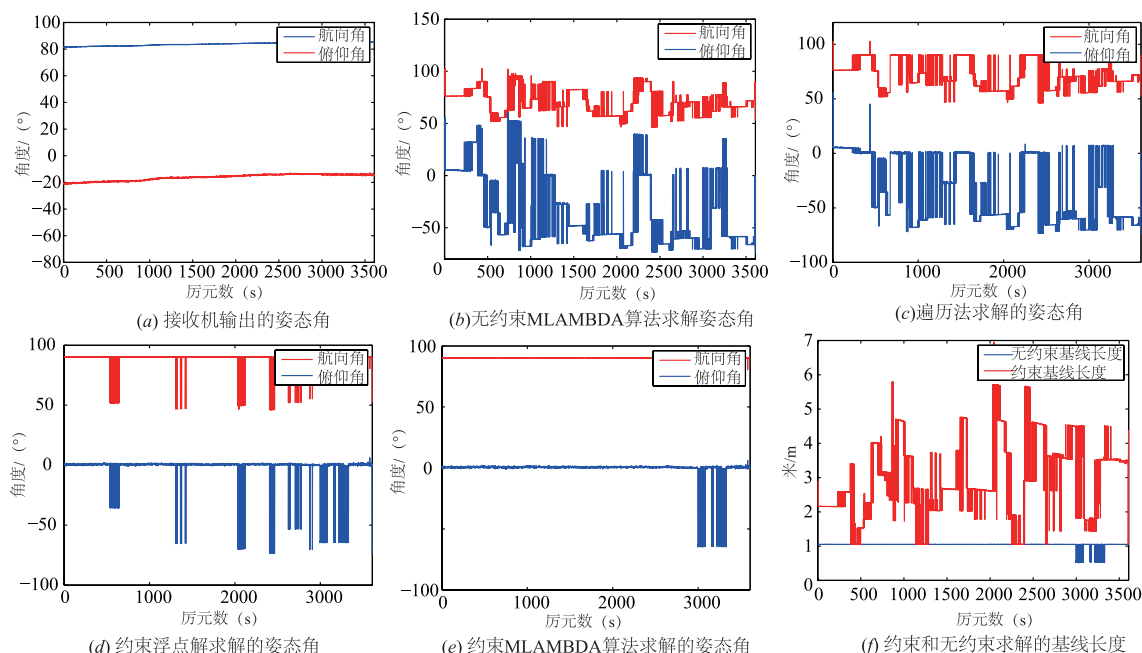 100
80
60
40
20
0
−20
−40
−60
−80
角度/（°）
航向角
俯仰角
0 500 1000 1500 2000 2500 3000 3500
厉元数 (s)
(a) 接收机输出的姿态角
150
100
50
0
−50
−80
角度/（°）
航向角
俯仰角
0 500 1000 1500 2000 2500 3000 3500
厉元数 (s)
(b)无约束MLAMBDA算法求解姿态角
100
50
0
−50
−100
角度/（°）
航向角
俯仰角
0 1000 2000 3000
厉元数 (s)
(c)遍历法求解的姿态角
100
50
0
−50
−100
角度/（°）
航向角
俯仰角
0 1000 2000 3000
厉元数 (s)
(d) 约束浮点解求解的姿态角
100
0
−100
角度/（°）
航向角
俯仰角
0 1000 2000 3000
厉元数 (s)
(e) 约束MLAMBDA算法求解的姿态角
7
6
5
4
3
2
1
0
米/m
无约束基线长度
约束基线长度
0 500 1000 1500 2000 2500 3000 3500
厉元数 (s)
(f) 约束和无约束求解的基线长度